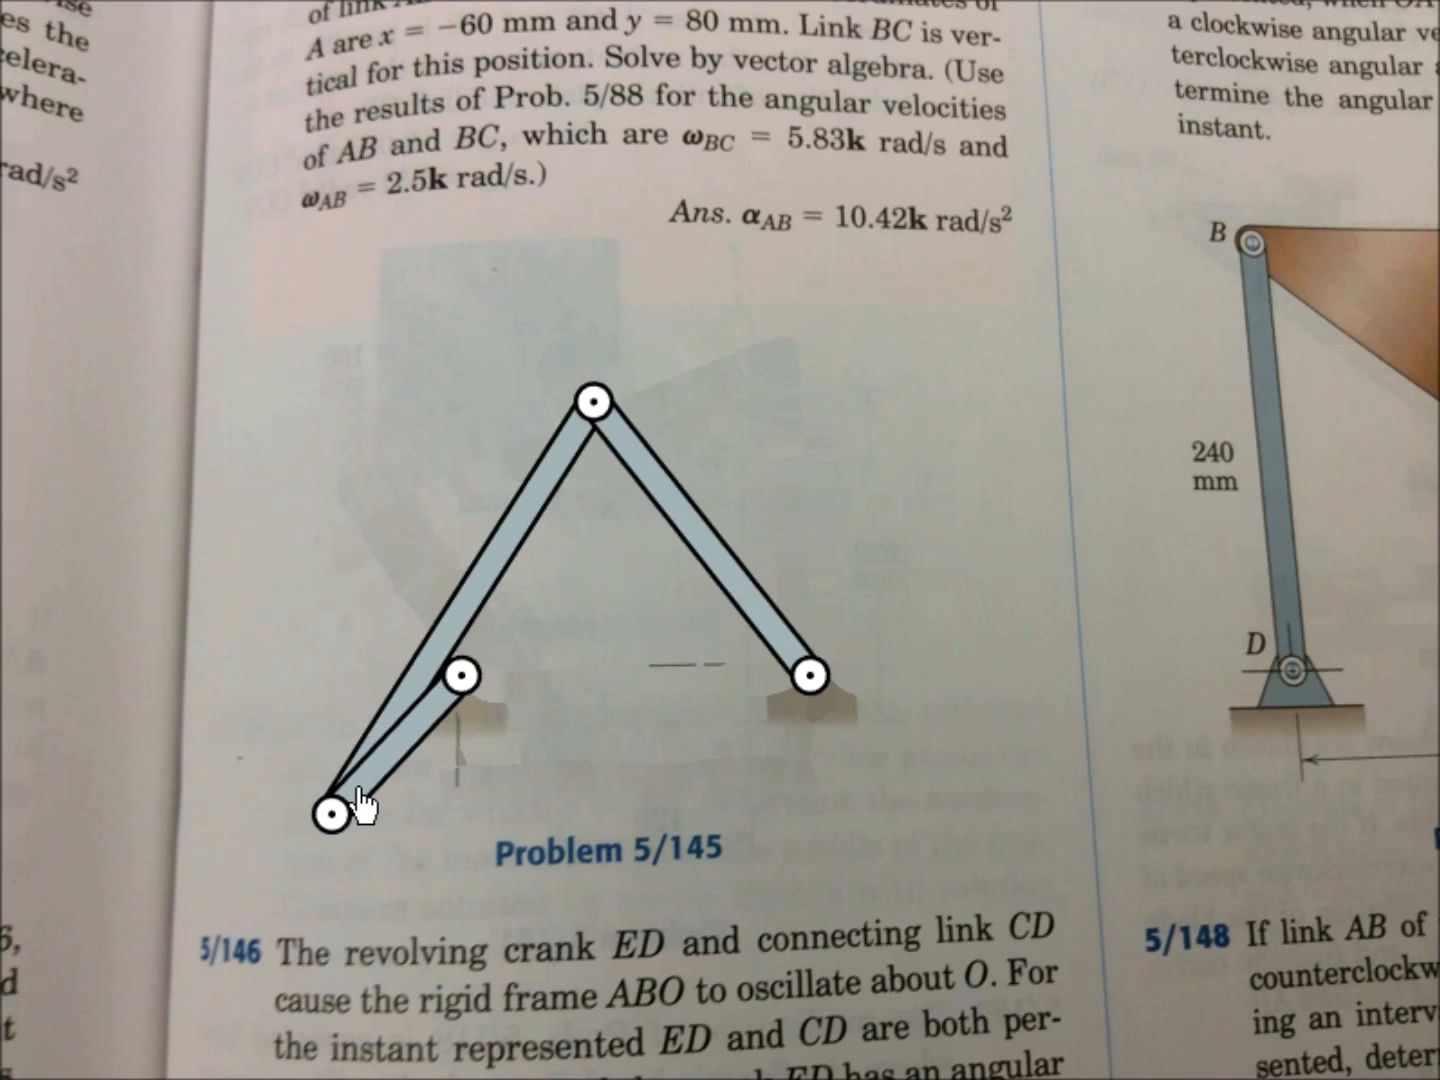 es the
celera-
where
rad/s²
of link
A are x = −60 mm and y = 80 mm. Link BC is ver-
tical for this position. Solve by vector algebra. (Use
the results of Prob. 5/88 for the angular velocities
of AB and BC, which are ωBC = 5.83k rad/s and
ωAB = 2.5k rad/s.)
Ans. αAB = 10.42k rad/s²
Problem 5/145
5/146 The revolving crank ED and connecting link CD
cause the rigid frame ABO to oscillate about O. For
the instant represented ED and CD are both per-
ED has an angular
a clockwise angular ve
terclockwise angular
termine the angular
instant.
B
240
mm
D
5/148 If link AB of
counterclockw
ing an interv
sented, deter